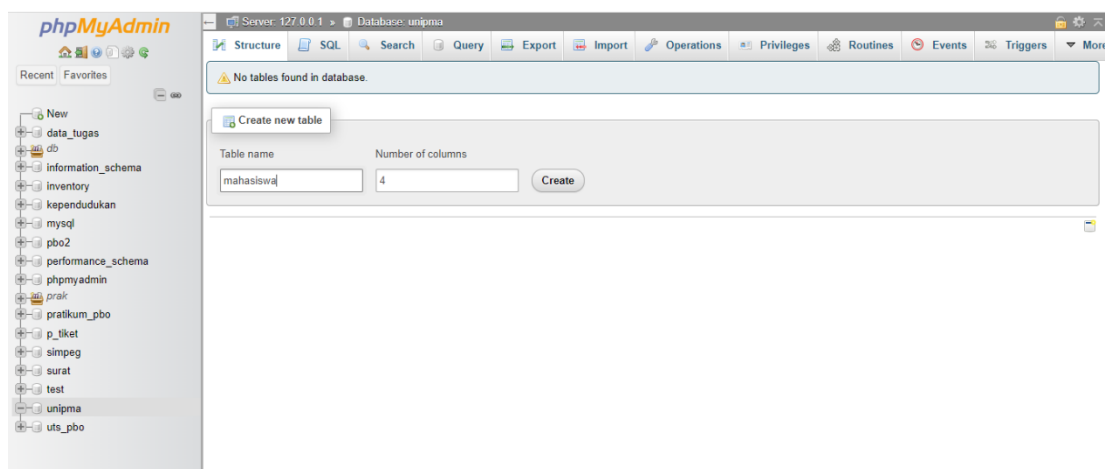 phpMyAdmin
Recent Favorites
New
data_tugas
db
information_schema
inventory
kependudukan
mysql
pbo2
performance_schema
phpmyadmin
prak
pratikum_pbo
p_tiket
simpeg
surat
test
unipma
uts_pbo
Server: 127.0.0.1 » Database: unipma
Structure SQL Search Query Export Import Operations Privileges Routines Events Triggers More
No tables found in database.
Create new table
Table name Number of columns
mahasiswa 4 Create